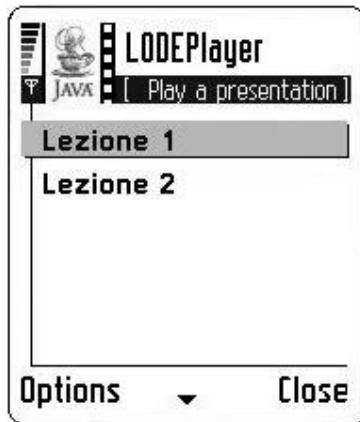 LODEPlayer
JAVA [ Play a presentation ]
Lezione 1
Lezione 2
Options Close